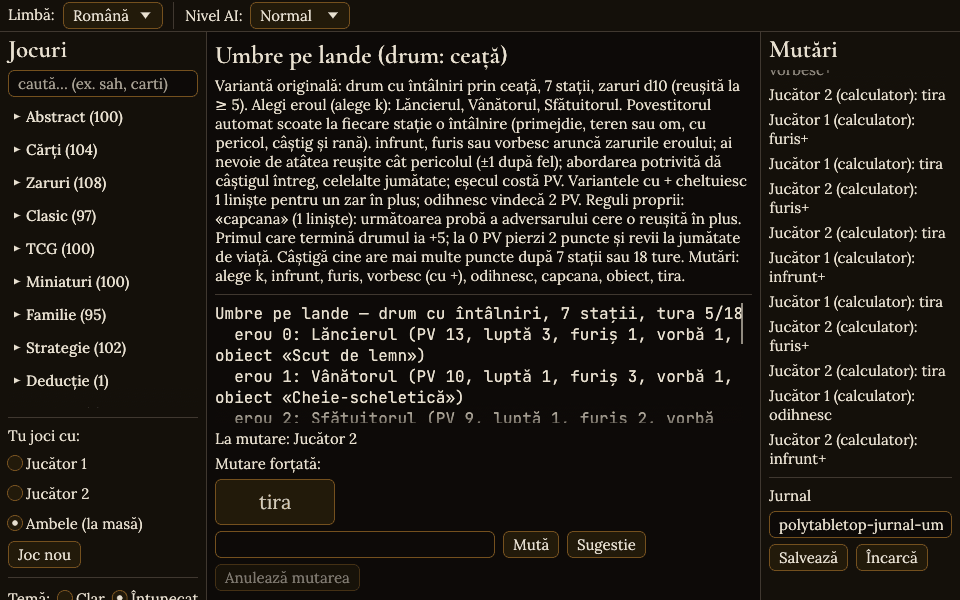 Limbă:
Română
Nivel AI:
Normal
Jocuri
caută... (ex. sah, carti)
Abstract (100)
Cărți (104)
Zaruri (108)
Clasic (97)
TCG (100)
Miniaturi (100)
Familie (95)
Strategie (102)
Deducție (1)
Tu joci cu:
Jucător 1
Jucător 2
Ambele (la masă)
Joc nou
Temă:
Clar
Întunecat
Umbre pe lande (drum: ceață)
Variantă originală: drum cu întâlniri prin ceață, 7 stații, zaruri d10 (reușită la
≥ 5). Alegi eroul (alege k): Lăncierul, Vânătorul, Sfătuitorul. Povestitorul
automat scoate la fiecare stație o întâlnire (primejdie, teren sau om, cu
pericol, câștig și rană). infrunt, furis sau vorbesc aruncă zarurile eroului; ai
nevoie de atâtea reușite cât pericolul (±1 după fel); abordarea potrivită dă
câștigul întreg, celelalte jumătate; eșecul costă PV. Variantele cu + cheltuiesc
1 liniște pentru un zar în plus; odihnesc vindecă 2 PV. Reguli proprii:
«capcana» (1 liniște): următoarea probă a adversarului cere o reușită în plus.
Primul care termină drumul ia +5; la 0 PV pierzi 2 puncte și revii la jumătate
de viață. Câștigă cine are mai multe puncte după 7 stații sau 18 ture. Mutări:
alege k, infrunt, furis, vorbesc (cu +), odihnesc, capcana, obiect, tira.
Umbre pe lande — drum cu întâlniri, 7 stații, tura 5/18
erou 0: Lăncierul (PV 13, luptă 3, furiș 1, vorbă 1,
obiect «Scut de lemn»)
erou 1: Vânătorul (PV 10, luptă 1, furiș 3, vorbă 1,
obiect «Cheie-scheletică»)
erou 2: Sfătuitorul (PV 9, luptă 1, furiș 2, vorbă
La mutare: Jucător 2
Mutare forțată:
tira
Mută
Sugestie
Anulează mutarea
Mutări
vorbesc+
Jucător 2 (calculator): tira
Jucător 1 (calculator):
furis+
Jucător 1 (calculator): tira
Jucător 2 (calculator):
furis+
Jucător 2 (calculator): tira
Jucător 1 (calculator):
infrunt+
Jucător 1 (calculator): tira
Jucător 2 (calculator):
furis+
Jucător 2 (calculator): tira
Jucător 1 (calculator):
odihnesc
Jucător 2 (calculator):
infrunt+
Jurnal
polytabletop-jurnal-um
Salvează
Încarcă